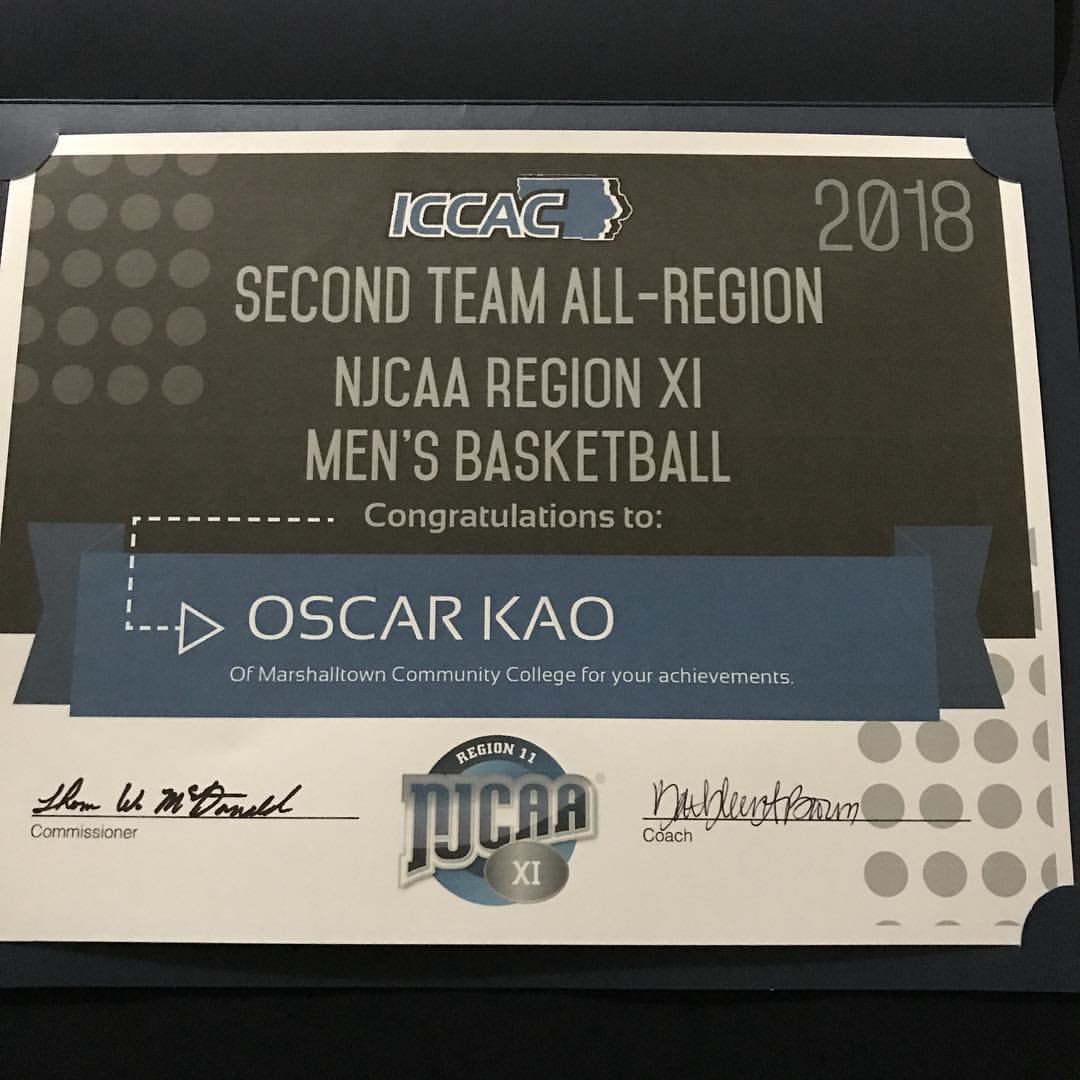 ICCAC
2018
SECOND TEAM ALL-REGION
NJCAA REGION XI
MEN'S BASKETBALL
Congratulations to:
OSCAR KAO
Of Marshalltown Community College for your achievements.
REGION 11
NJCAA
®
XI
Thom W. McDonald
Commissioner
Coach